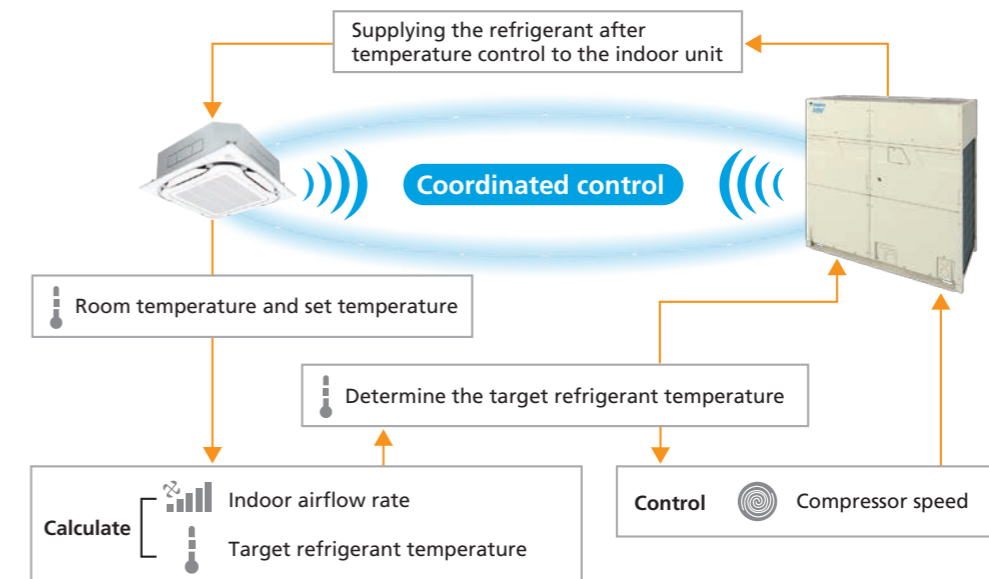 Supplying the refrigerant after
temperature control to the indoor unit
Coordinated control
Room temperature and set temperature
Determine the target refrigerant temperature
Calculate
Indoor airflow rate
Target refrigerant temperature
Control
Compressor speed